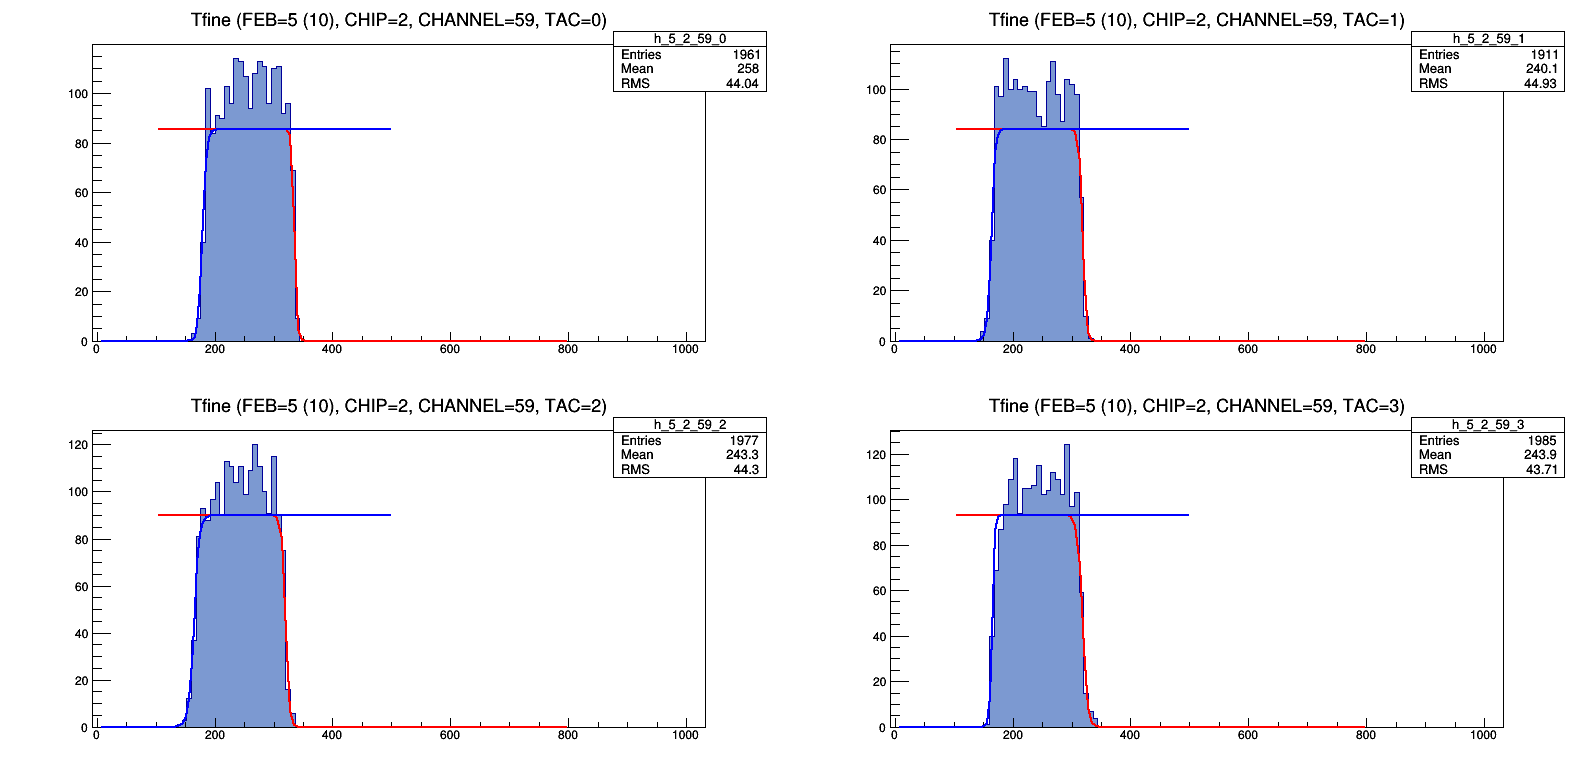 Tfine (FEB=5 (10), CHIP=2, CHANNEL=59, TAC=0)
h_5_2_59_0
Entries 1961
Mean 258
RMS 44.04
100
80
60
40
20
0
0 200 400 600 800 1000
Tfine (FEB=5 (10), CHIP=2, CHANNEL=59, TAC=1)
h_5_2_59_1
Entries 1911
Mean 240.1
RMS 44.93
100
80
60
40
20
0
0 200 400 600 800 1000
Tfine (FEB=5 (10), CHIP=2, CHANNEL=59, TAC=2)
h_5_2_59_2
Entries 1977
Mean 243.3
RMS 44.3
120
100
80
60
40
20
0
0 200 400 600 800 1000
Tfine (FEB=5 (10), CHIP=2, CHANNEL=59, TAC=3)
h_5_2_59_3
Entries 1985
Mean 243.9
RMS 43.71
120
100
80
60
40
20
0
0 200 400 600 800 1000